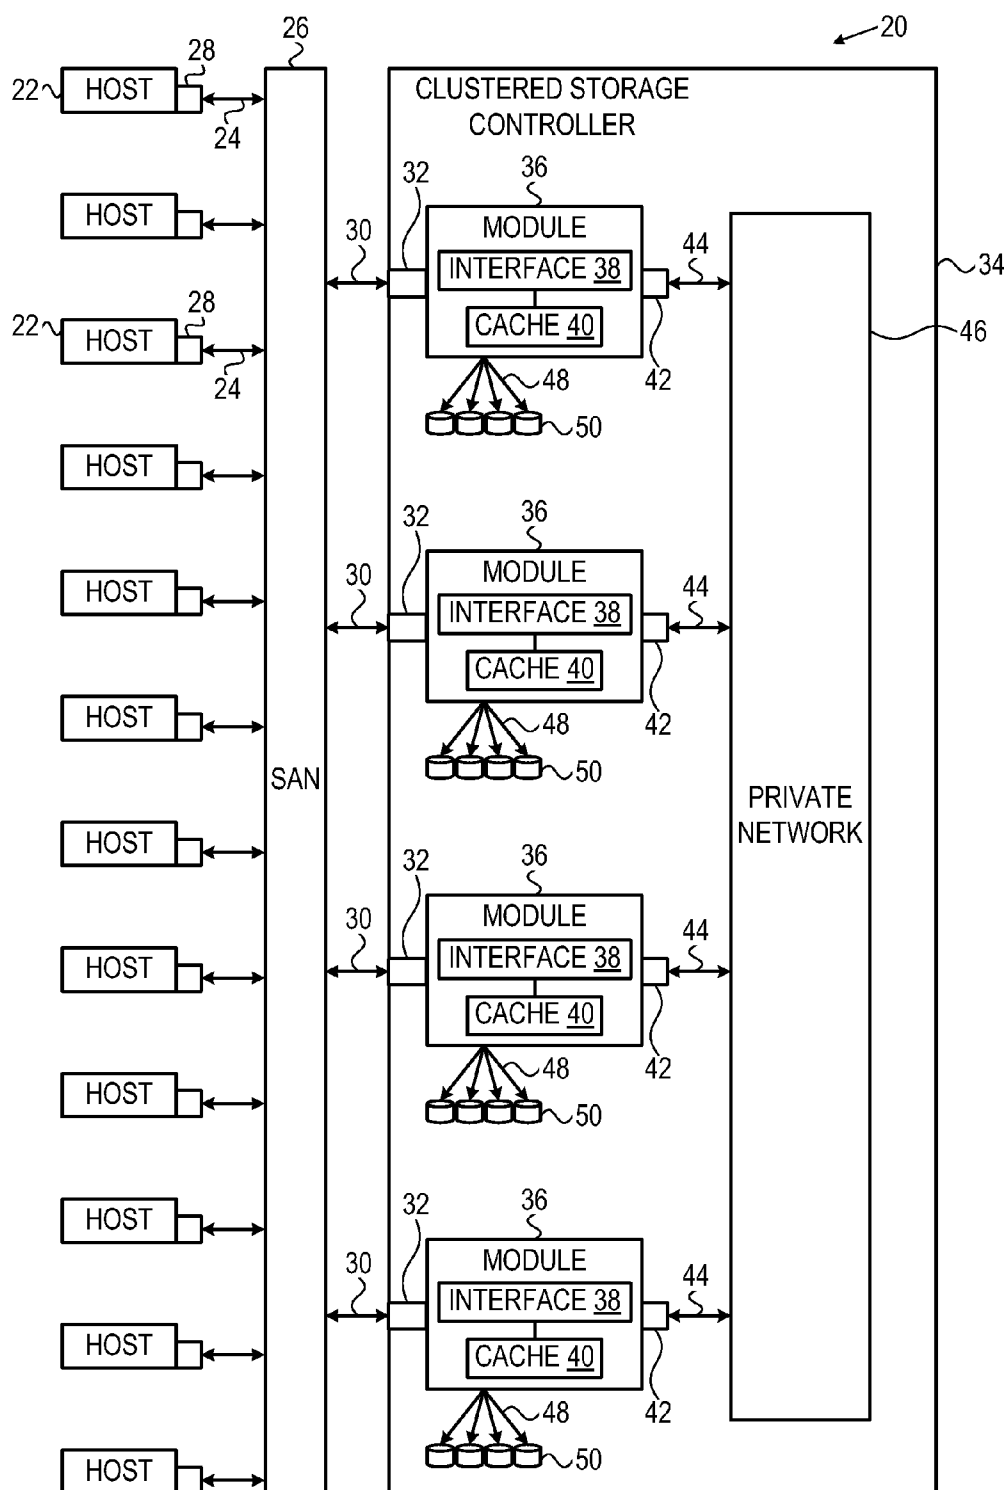 20
26
28
22 HOST
24
CLUSTERED STORAGE
CONTROLLER
36
32
HOST
MODULE
30
INTERFACE 38
44
34
CACHE 40
28
22 HOST
24
42
46
48
50
HOST
36
32
MODULE
30
44
HOST
INTERFACE 38
CACHE 40
HOST
42
48
50
SAN
PRIVATE
NETWORK
HOST
36
32
MODULE
30
44
INTERFACE 38
HOST
CACHE 40
42
48
HOST
50
36
32
HOST
MODULE
30
44
INTERFACE 38
HOST
CACHE 40
42
48
50
HOST